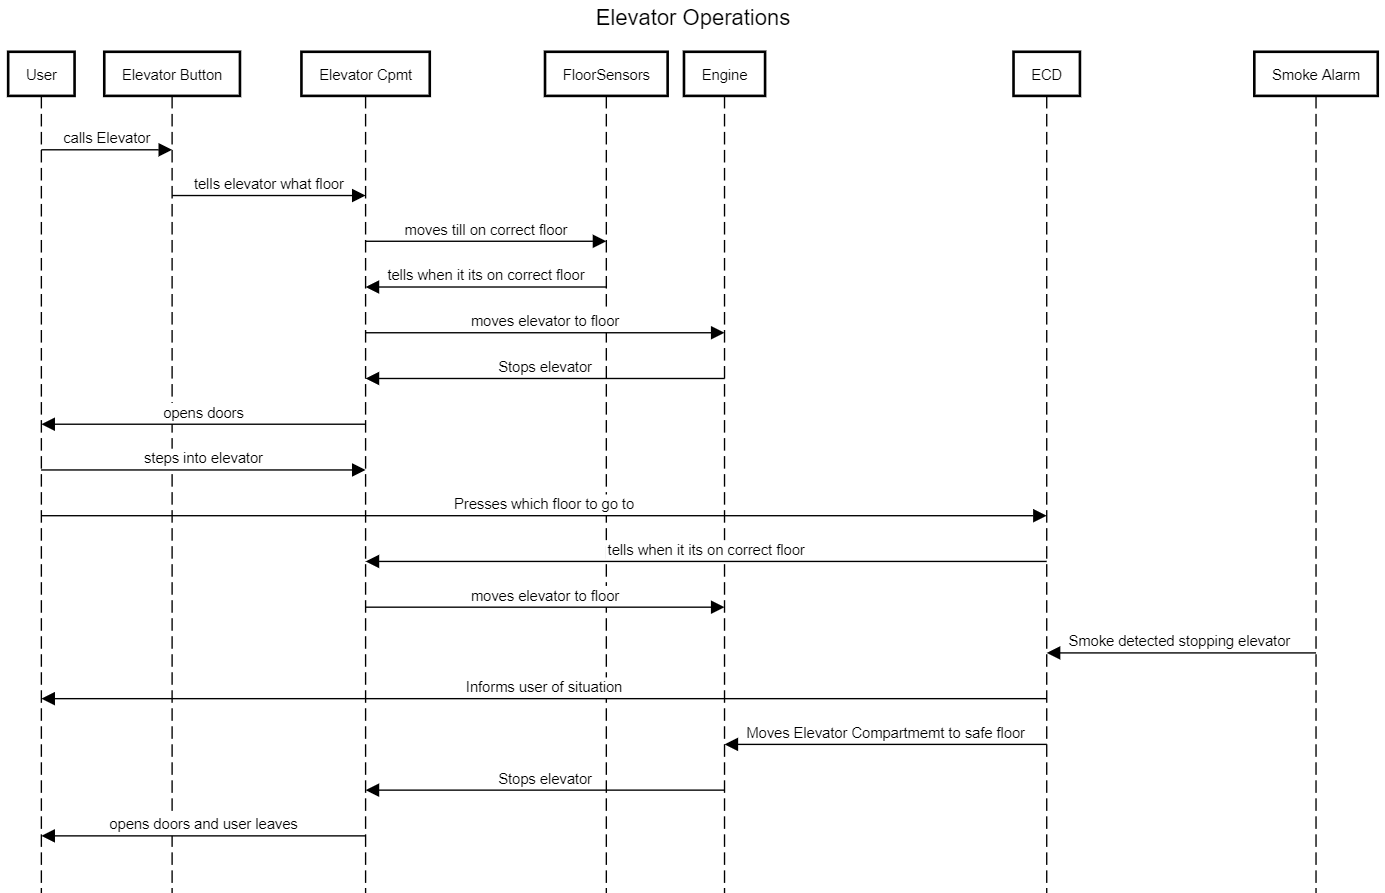 Elevator Operations
User
Elevator Button
Elevator Cpmt
FloorSensors
Engine
ECD
Smoke Alarm
calls Elevator
tells elevator what floor
moves till on correct floor
tells when it its on correct floor
moves elevator to floor
Stops elevator
opens doors
steps into elevator
Presses which floor to go to
tells when it its on correct floor
moves elevator to floor
Smoke detected stopping elevator
Informs user of situation
Moves Elevator Compartmemt to safe floor
Stops elevator
opens doors and user leaves